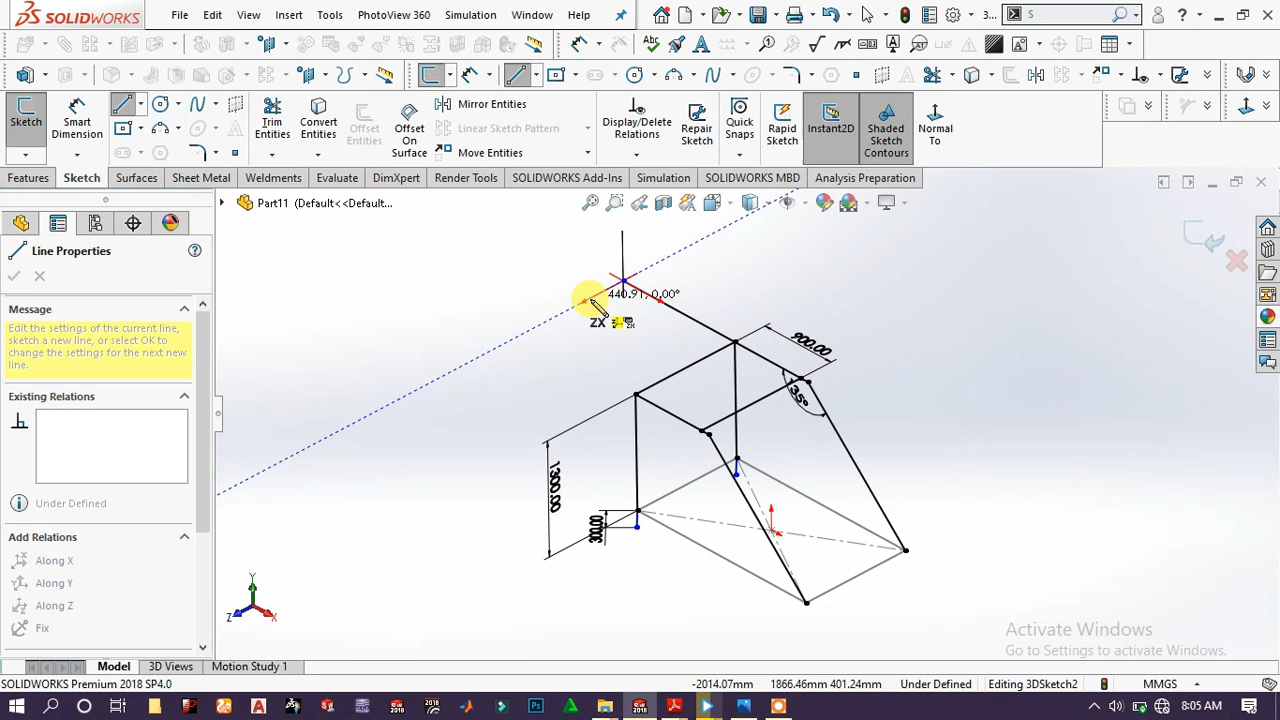 SOLIDWORKS File Edit View Insert Tools PhotoView 360 Simulation Window Help 3... S
Sketch Smart Dimension Trim Entities Convert Entities Offset Entities Offset On Surface Mirror Entities Linear Sketch Pattern Move Entities Display/Delete Relations Repair Sketch Quick Snaps Rapid Sketch Instant2D Shaded Sketch Contours Normal To
Features Sketch Surfaces Sheet Metal Weldments Evaluate DimXpert Render Tools SOLIDWORKS Add-Ins Simulation SOLIDWORKS MBD Analysis Preparation
Part11 (Default<<Default...
Line Properties
Message
Edit the settings of the current line, sketch a new line, or select OK to change the settings for the next new line.
Existing Relations
Under Defined
Add Relations
Along X
Along Y
Along Z
Fix
440.91, 0.00°
ZX
900.00
135°
1300.00
300.00
Y
Z X
Activate Windows
Go to Settings to activate Windows.
Model 3D Views Motion Study 1
SOLIDWORKS Premium 2018 SP4.0 -2014.07mm 1866.46mm 401.24mm Under Defined Editing 3DSketch2 MMGS
8:05 AM